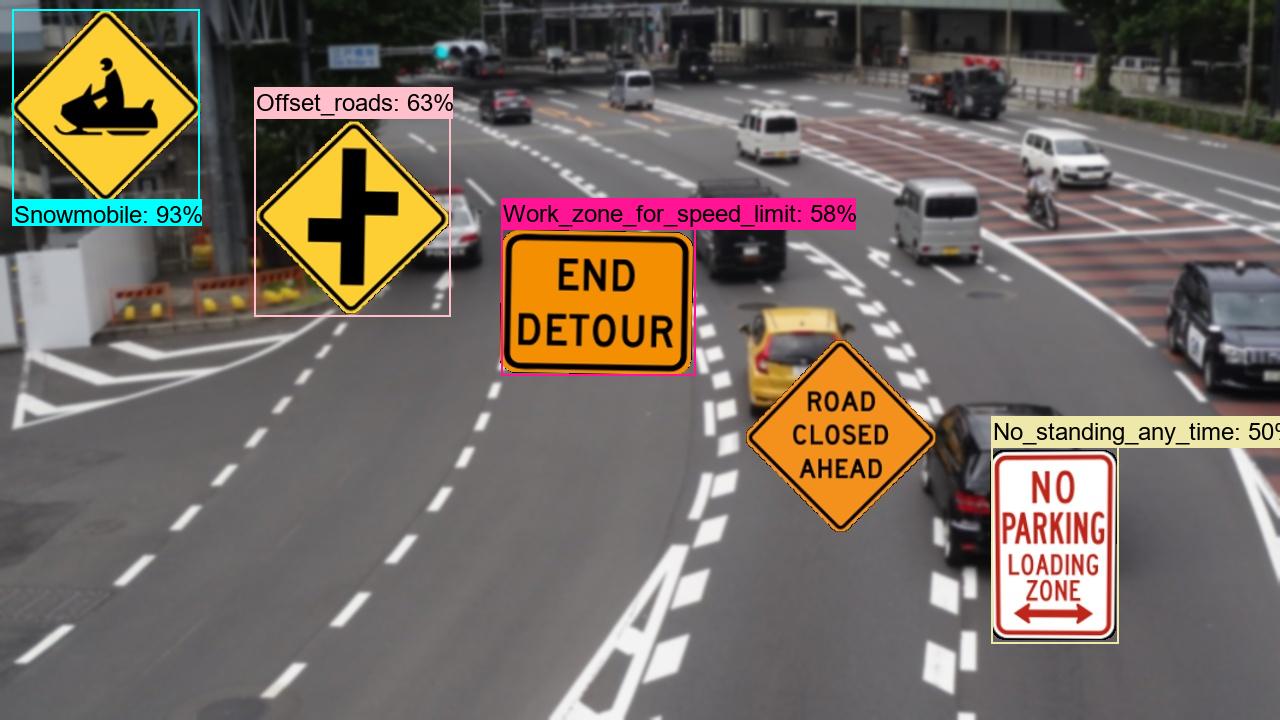 Snowmobile: 93%
Offset_roads: 63%
Work_zone_for_speed_limit: 58%
END
DETOUR
ROAD
CLOSED
AHEAD
No_standing_any_time: 50%
NO
PARKING
LOADING
ZONE